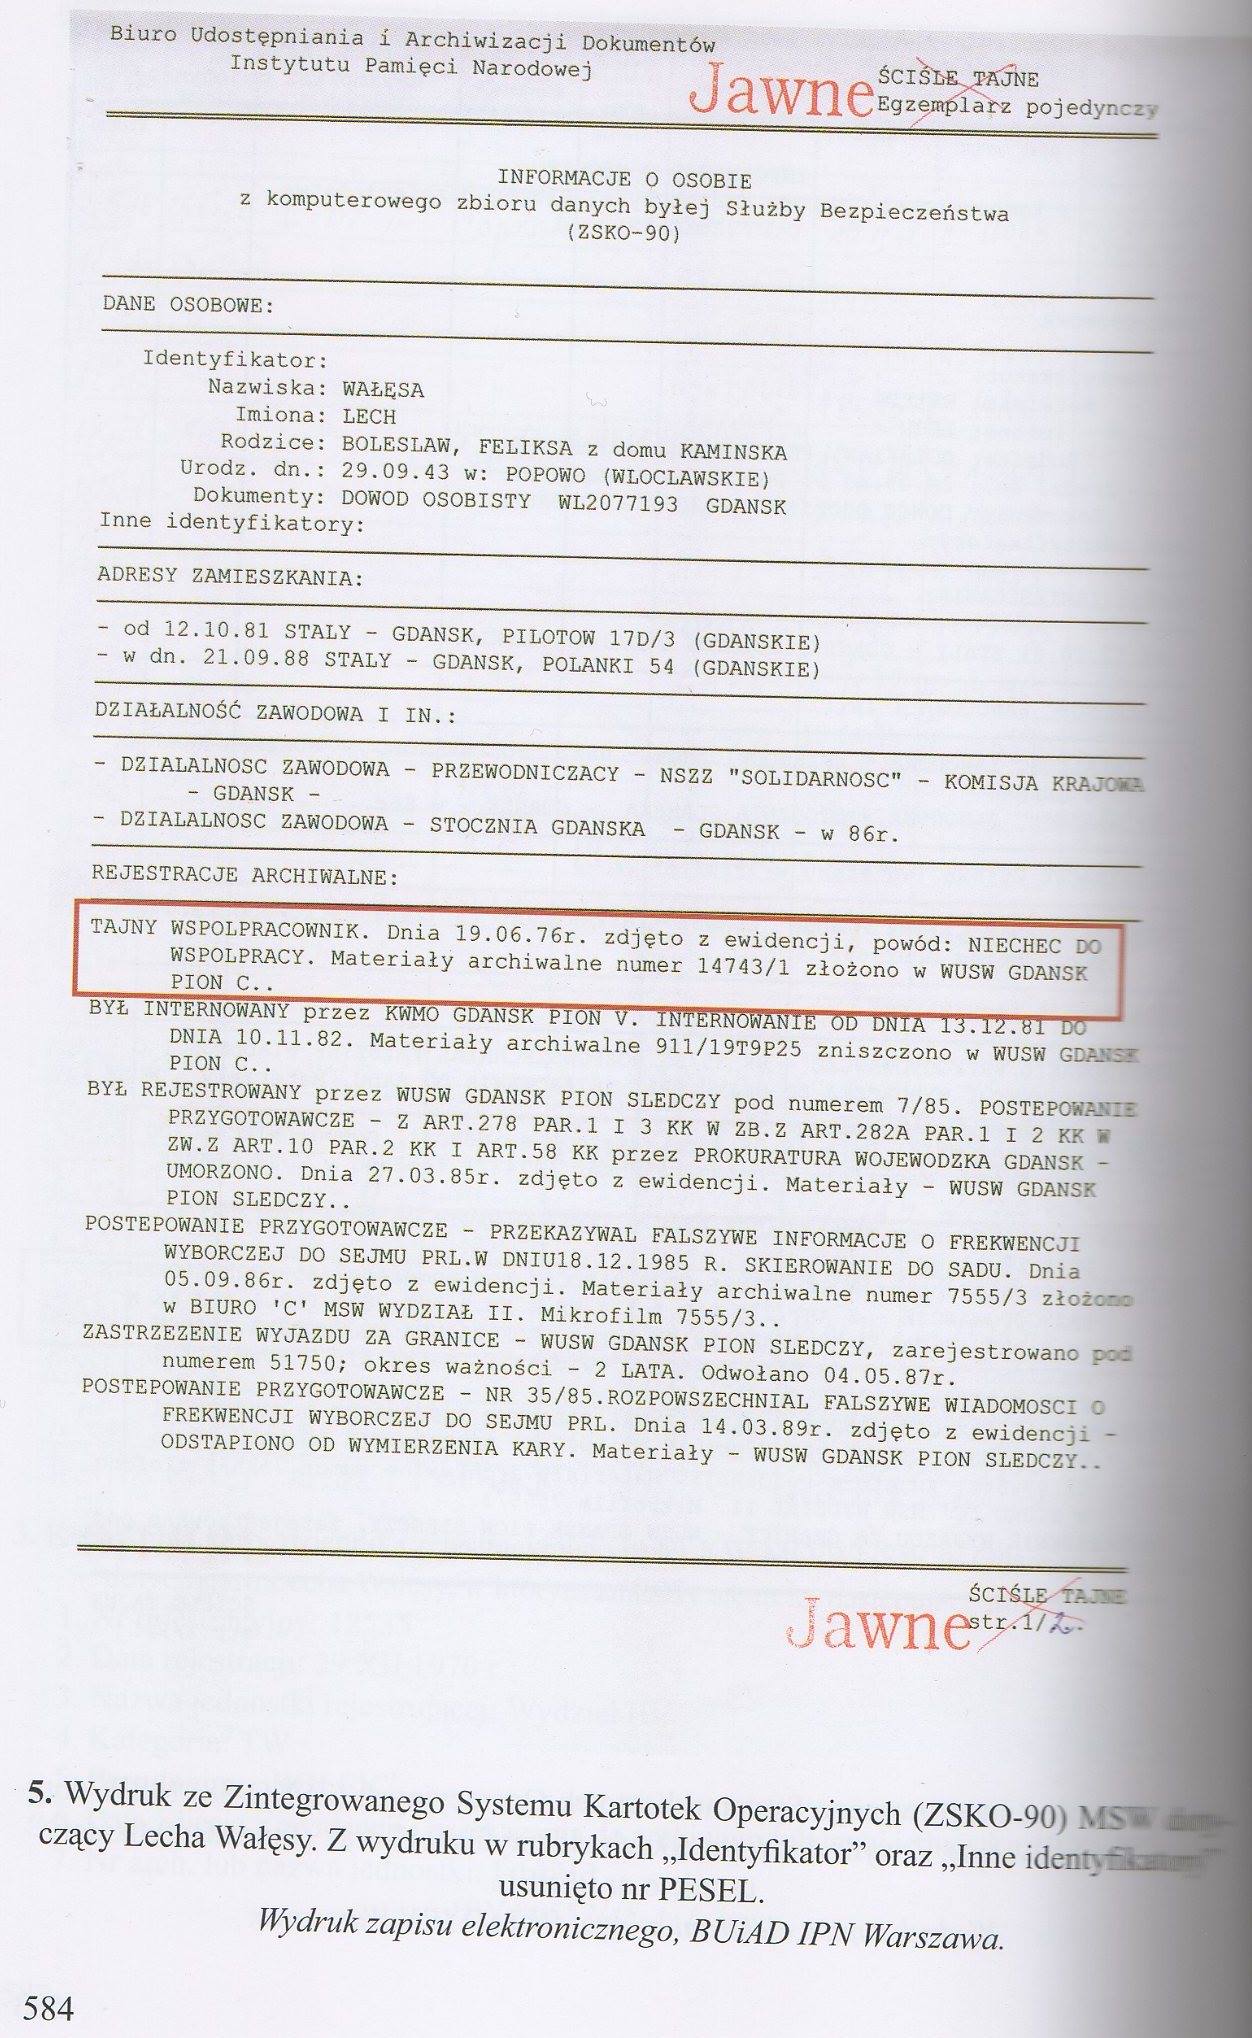 Biuro Udostępniania i Archiwizacji Dokumentów
Instytutu Pamięci Narodowej
Jawne
ŚCIŚLE TAJNE
Egzemplarz pojedynczy
INFORMACJE O OSOBIE
z komputerowego zbioru danych byłej Służby Bezpieczeństwa
(ZSKO-90)
DANE OSOBOWE:
Identyfikator:
Nazwiska: WAŁĘSA
Imiona: LECH
Rodzice: BOLESLAW, FELIKSA z domu KAMINSKA
Urodz. dn.: 29.09.43 w: POPOWO (WLOCLAWSKIE)
Dokumenty: DOWOD OSOBISTY WL2077193 GDANSK
Inne identyfikatory:
ADRESY ZAMIESZKANIA:
- od 12.10.81 STALY - GDANSK, PILOTOW 17D/3 (GDANSKIE)
- w dn. 21.09.88 STALY - GDANSK, POLANKI 54 (GDANSKIE)
DZIAŁALNOŚĆ ZAWODOWA I IN.:
- DZIALALNOSC ZAWODOWA - PRZEWODNICZACY - NSZZ "SOLIDARNOSC" - KOMISJA KRAJOWA
- GDANSK -
- DZIALALNOSC ZAWODOWA - STOCZNIA GDANSKA - GDANSK - w 86r.
REJESTRACJE ARCHIWALNE:
TAJNY WSPOLPRACOWNIK. Dnia 19.06.76r. zdjęto z ewidencji, powód: NIECHEC DO
WSPOLPRACY. Materiały archiwalne numer 14743/1 złożono w WUSW GDANSK
PION C..
BYŁ INTERNOWANY przez KWMO GDANSK PION V. INTERNOWANIE OD DNIA 13.12.81 DO
DNIA 10.11.82. Materiały archiwalne 911/19T9P25 zniszczono w WUSW GDANSK
PION C..
BYŁ REJESTROWANY przez WUSW GDANSK PION SLEDCZY pod numerem 7/85. POSTEPOWANIE
PRZYGOTOWAWCZE - Z ART.278 PAR.1 I 3 KK W ZB.Z ART.282A PAR.1 I 2 KK W
ZW.Z ART.10 PAR.2 KK I ART.58 KK przez PROKURATURA WOJEWODZKA GDANSK -
UMORZONO. Dnia 27.03.85r. zdjęto z ewidencji. Materiały - WUSW GDANSK
PION SLEDCZY..
POSTEPOWANIE PRZYGOTOWAWCZE - PRZEKAZYWAL FALSZYWE INFORMACJE O FREKWENCJI
WYBORCZEJ DO SEJMU PRL.W DNIU18.12.1985 R. SKIEROWANIE DO SADU. Dnia
05.09.86r. zdjęto z ewidencji. Materiały archiwalne numer 7555/3 złożono
w BIURO 'C' MSW WYDZIAŁ II. Mikrofilm 7555/3..
ZASTRZEZENIE WYJAZDU ZA GRANICE - WUSW GDANSK PION SLEDCZY, zarejestrowano pod
numerem 51750; okres ważności - 2 LATA. Odwołano 04.05.87r.
POSTEPOWANIE PRZYGOTOWAWCZE - NR 35/85.ROZPOWSZECHNIAL FALSZYWE WIADOMOSCI O
FREKWENCJI WYBORCZEJ DO SEJMU PRL. Dnia 14.03.89r. zdjęto z ewidencji -
ODSTAPIONO OD WYMIERZENIA KARY. Materiały - WUSW GDANSK PION SLEDCZY..
ŚCIŚLE TAJNE
Jawne
str.1/2.
5. Wydruk ze Zintegrowanego Systemu Kartotek Operacyjnych (ZSKO-90) MSW
czący Lecha Wałęsy. Z wydruku w rubrykach „Identyfikator” oraz „Inne identyfikatory”
usunięto nr PESEL.
Wydruk zapisu elektronicznego, BUiAD IPN Warszawa.
584